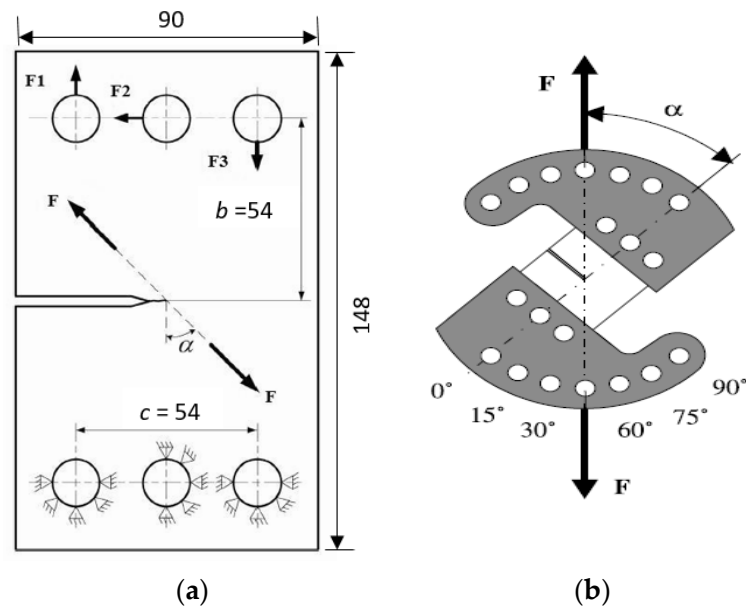 90
F1
F2
F3
F
b =54
148
α
F
c = 54
(a)
F
α
0°
15°
30°
60°
75°
90°
F
(b)